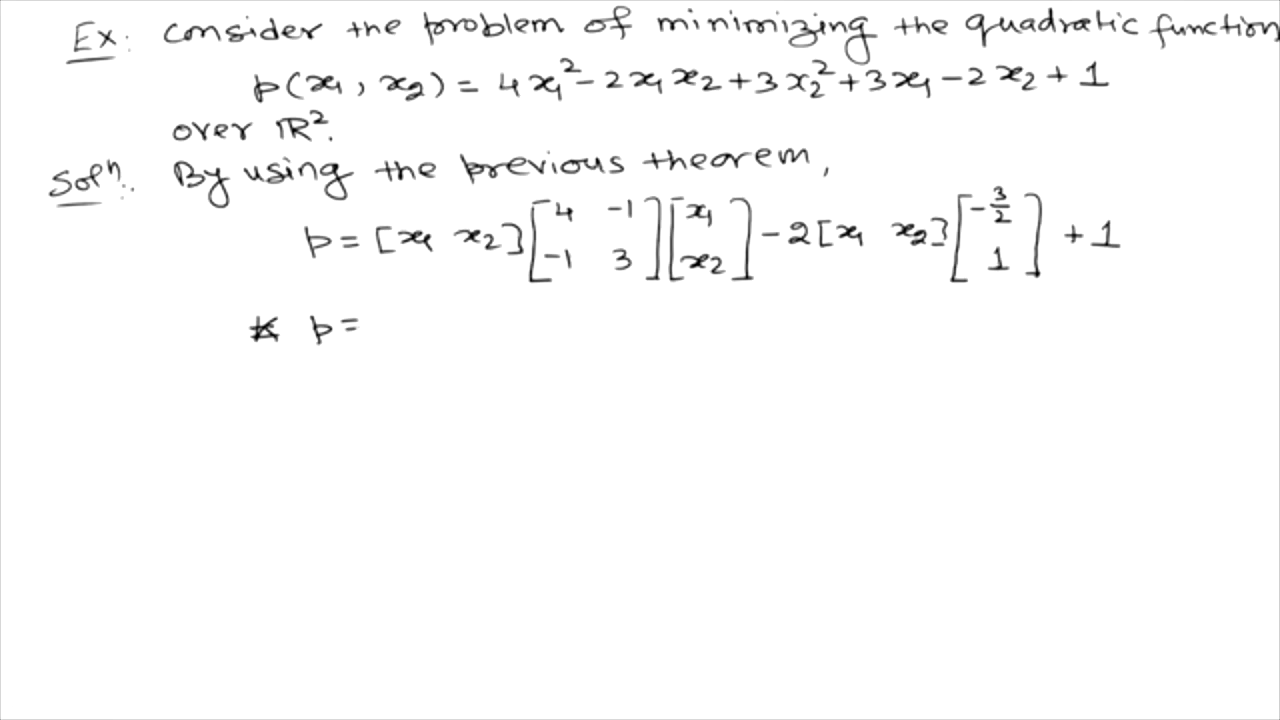 Ex: Consider the problem of minimizing the quadratic function
p(x₁, x₂) = 4x₁² - 2x₁x₂ + 3x₂² + 3x₁ - 2x₂ + 1
over ℝ².
Solⁿ:. By using the previous theorem,
p = [x₁ x₂] [4 -1; -1 3] [x₁; x₂] - 2 [x₁ x₂] [-3/2; 1] + 1
p =